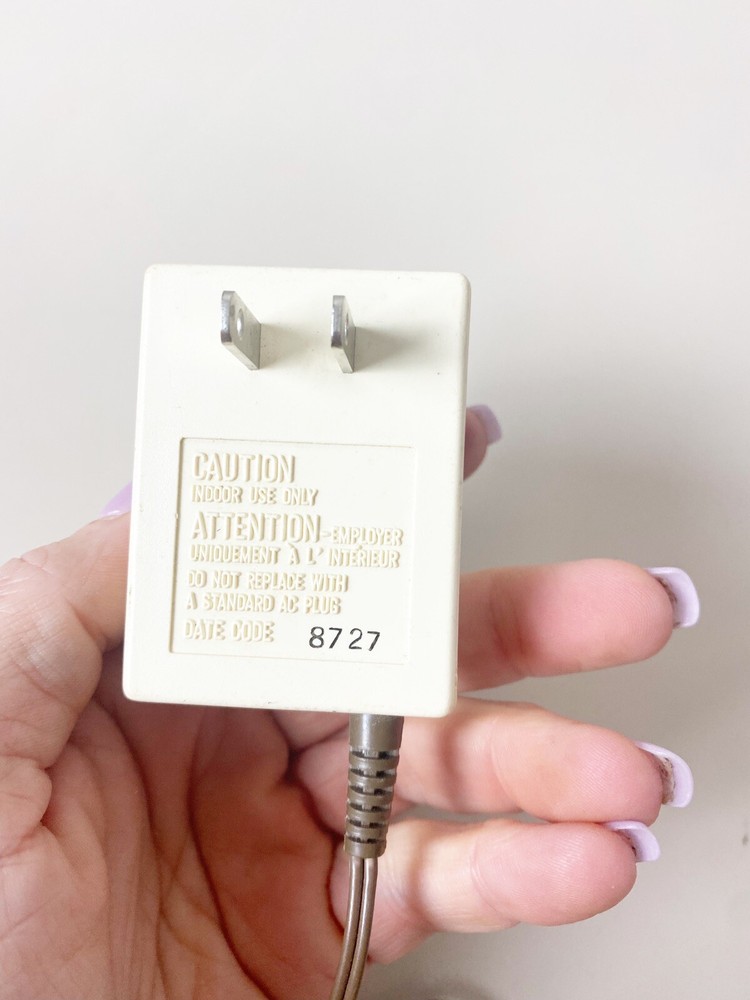 CAUTION
INDOOR USE ONLY
ATTENTION-EMPLOYER
UNIQUEMENT À L'INTÉRIEUR
DO NOT REPLACE WITH
A STANDARD AC PLUG
DATE CODE 8727